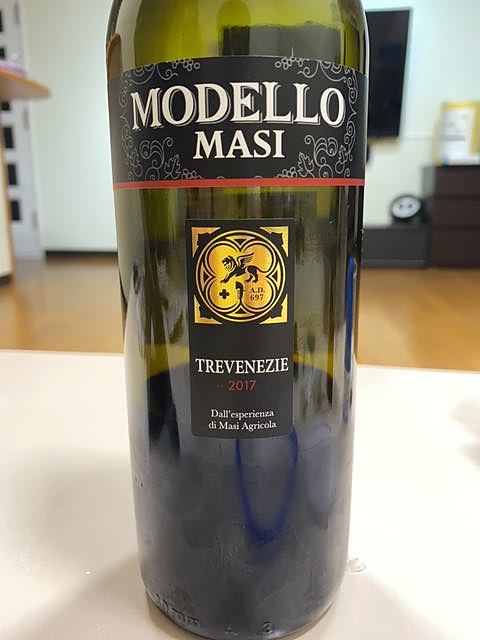 MODELLO
MASI
A.D.
697
TREVENEZIE
2017
Dall'esperienza
di Masi Agricola